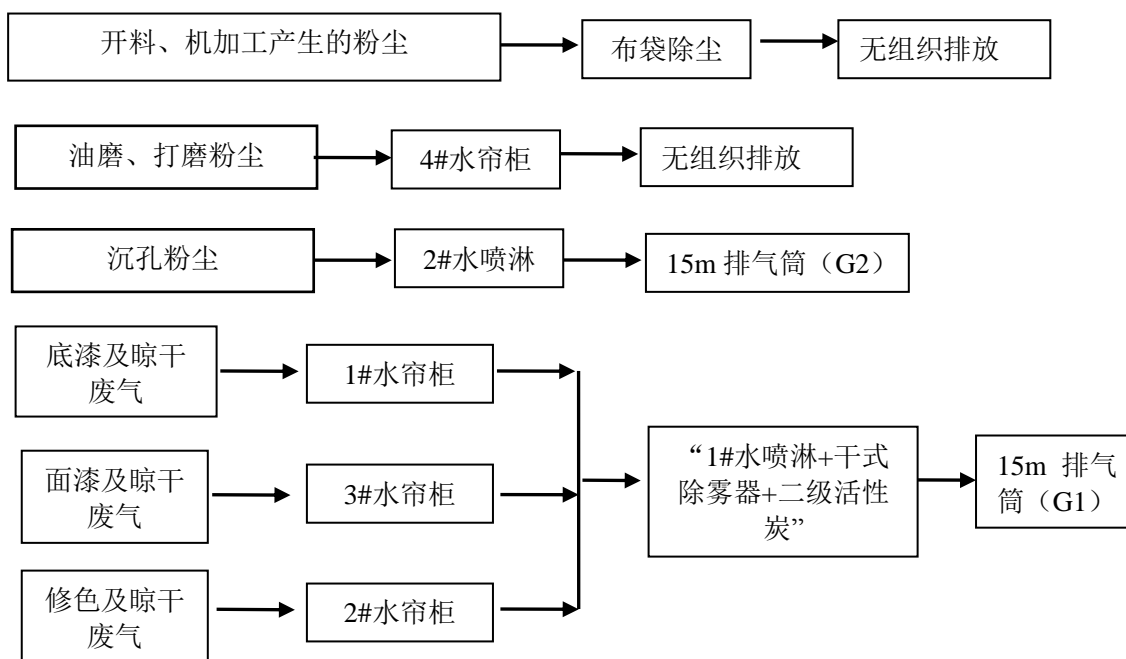 开料、机加工产生的粉尘
布袋除尘
无组织排放
油磨、打磨粉尘
4#水帘柜
无组织排放
沉孔粉尘
2#水喷淋
15m 排气筒（G2）
底漆及晾干
废气
1#水帘柜
面漆及晾干
废气
3#水帘柜
修色及晾干
废气
2#水帘柜
“1#水喷淋+干式
除雾器+二级活性
炭”
15m 排气
筒（G1）